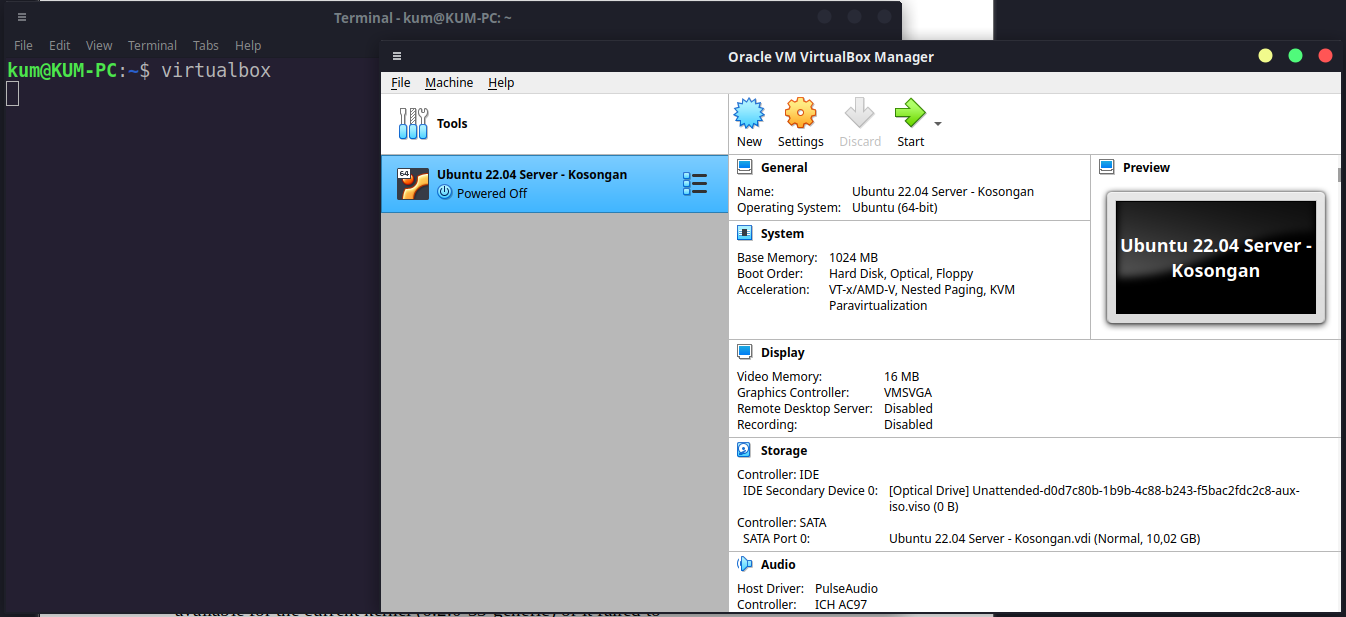 Terminal - kum@KUM-PC: ~
File Edit View Terminal Tabs Help
kum@KUM-PC:~$ virtualbox
Oracle VM VirtualBox Manager
File Machine Help
Tools
New Settings Discard Start
64
Ubuntu 22.04 Server - Kosongan
Powered Off
General
Name: Ubuntu 22.04 Server - Kosongan
Operating System: Ubuntu (64-bit)
Preview
Ubuntu 22.04 Server -
Kosongan
System
Base Memory: 1024 MB
Boot Order: Hard Disk, Optical, Floppy
Acceleration: VT-x/AMD-V, Nested Paging, KVM
Paravirtualization
Display
Video Memory: 16 MB
Graphics Controller: VMSVGA
Remote Desktop Server: Disabled
Recording: Disabled
Storage
Controller: IDE
IDE Secondary Device 0: [Optical Drive] Unattended-d0d7c80b-1b9b-4c88-b243-f5bac2fdc2c8-aux-
iso.viso (0 B)
Controller: SATA
SATA Port 0: Ubuntu 22.04 Server - Kosongan.vdi (Normal, 10,02 GB)
Audio
Host Driver: PulseAudio
Controller: ICH AC97